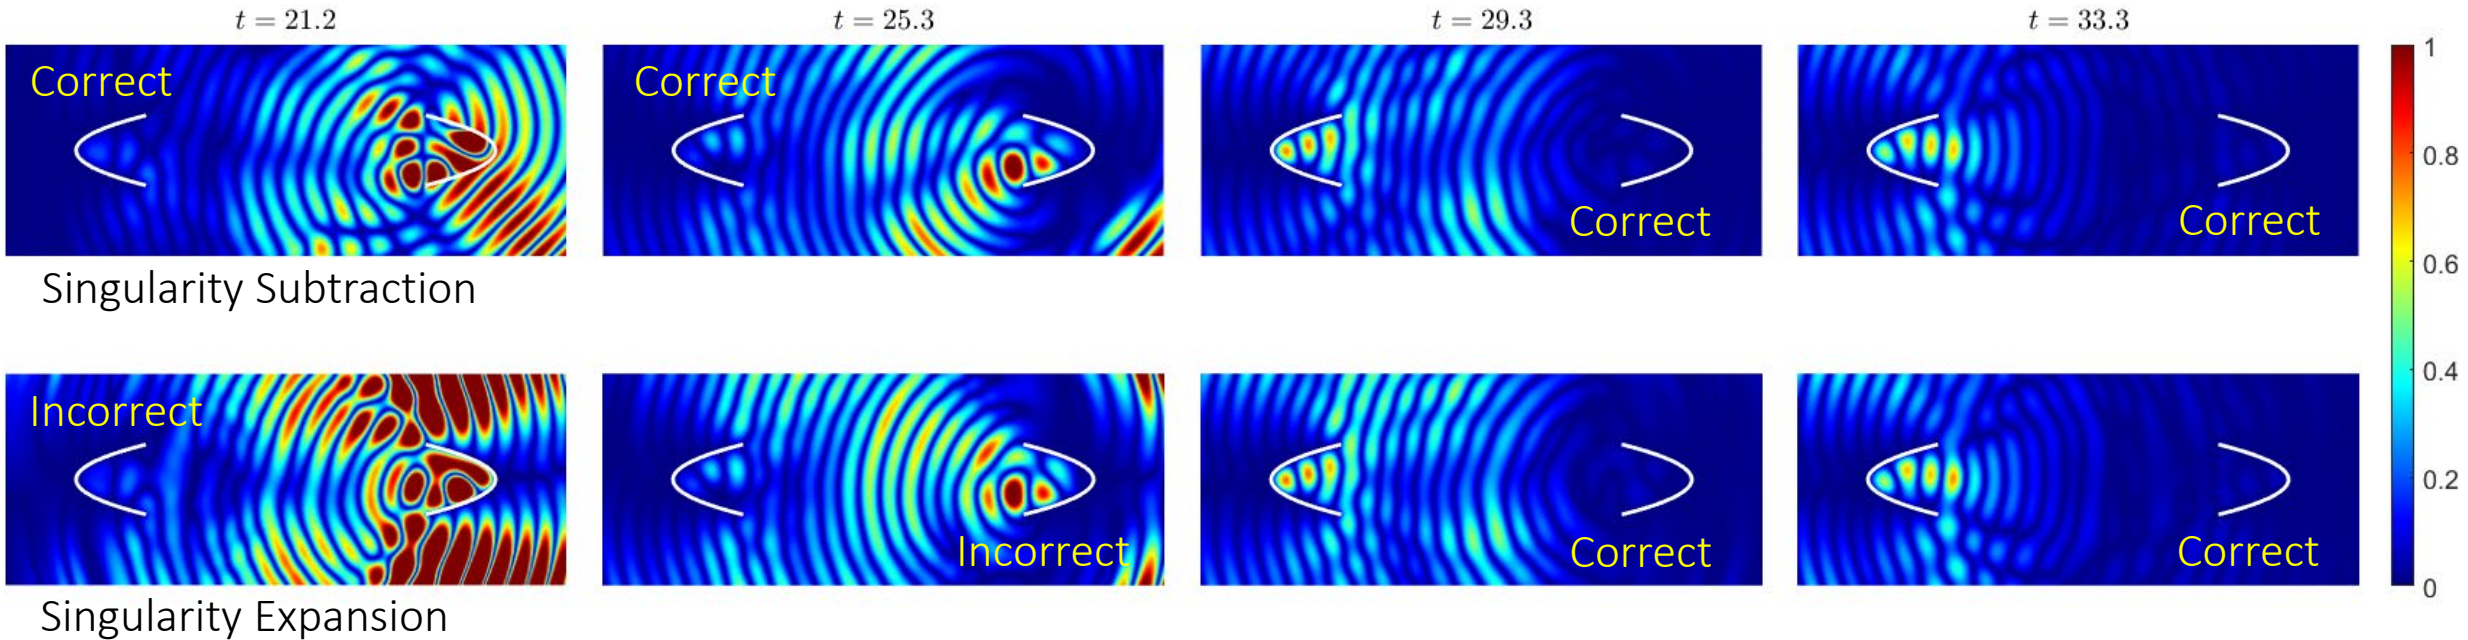 t = 21.2
t = 25.3
t = 29.3
t = 33.3
Correct
Correct
Correct
Correct
1
0.8
0.6
0.4
0.2
0
Singularity Subtraction
Incorrect
Incorrect
Correct
Correct
Singularity Expansion